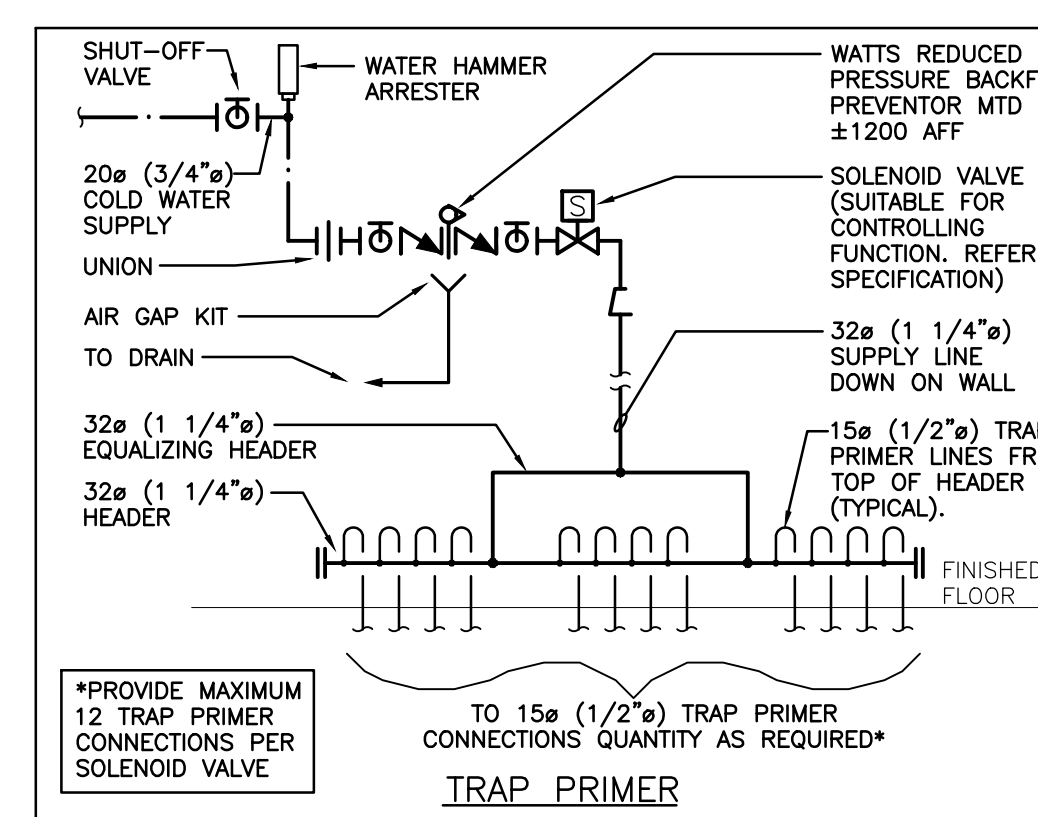 SHUT-OFF
VALVE
WATER HAMMER
ARRESTER
WATTS REDUCED
PRESSURE BACKF
PREVENTOR MTD
±1200 AFF
20ø (3/4"ø)
COLD WATER
SUPPLY
S
SOLENOID VALVE
(SUITABLE FOR
CONTROLLING
FUNCTION. REFER
SPECIFICATION)
UNION
AIR GAP KIT
TO DRAIN
32ø (1 1/4"ø)
SUPPLY LINE
DOWN ON WALL
32ø (1 1/4"ø)
EQUALIZING HEADER
15ø (1/2"ø) TRA
PRIMER LINES FR
TOP OF HEADER
(TYPICAL).
32ø (1 1/4"ø)
HEADER
FINISHED
FLOOR
*PROVIDE MAXIMUM
12 TRAP PRIMER
CONNECTIONS PER
SOLENOID VALVE
TO 15ø (1/2"ø) TRAP PRIMER
CONNECTIONS QUANTITY AS REQUIRED*
TRAP PRIMER